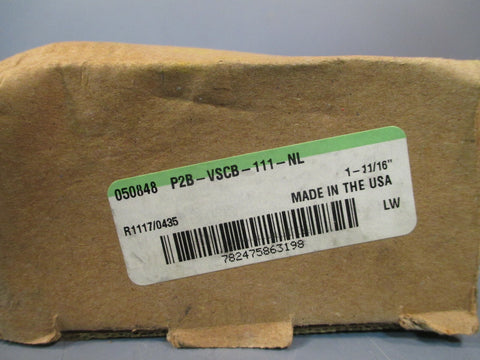 050848 P2B-VSCB-111-NL
1-11/16"
MADE IN THE USA
R1117/0435
LW
782475863198